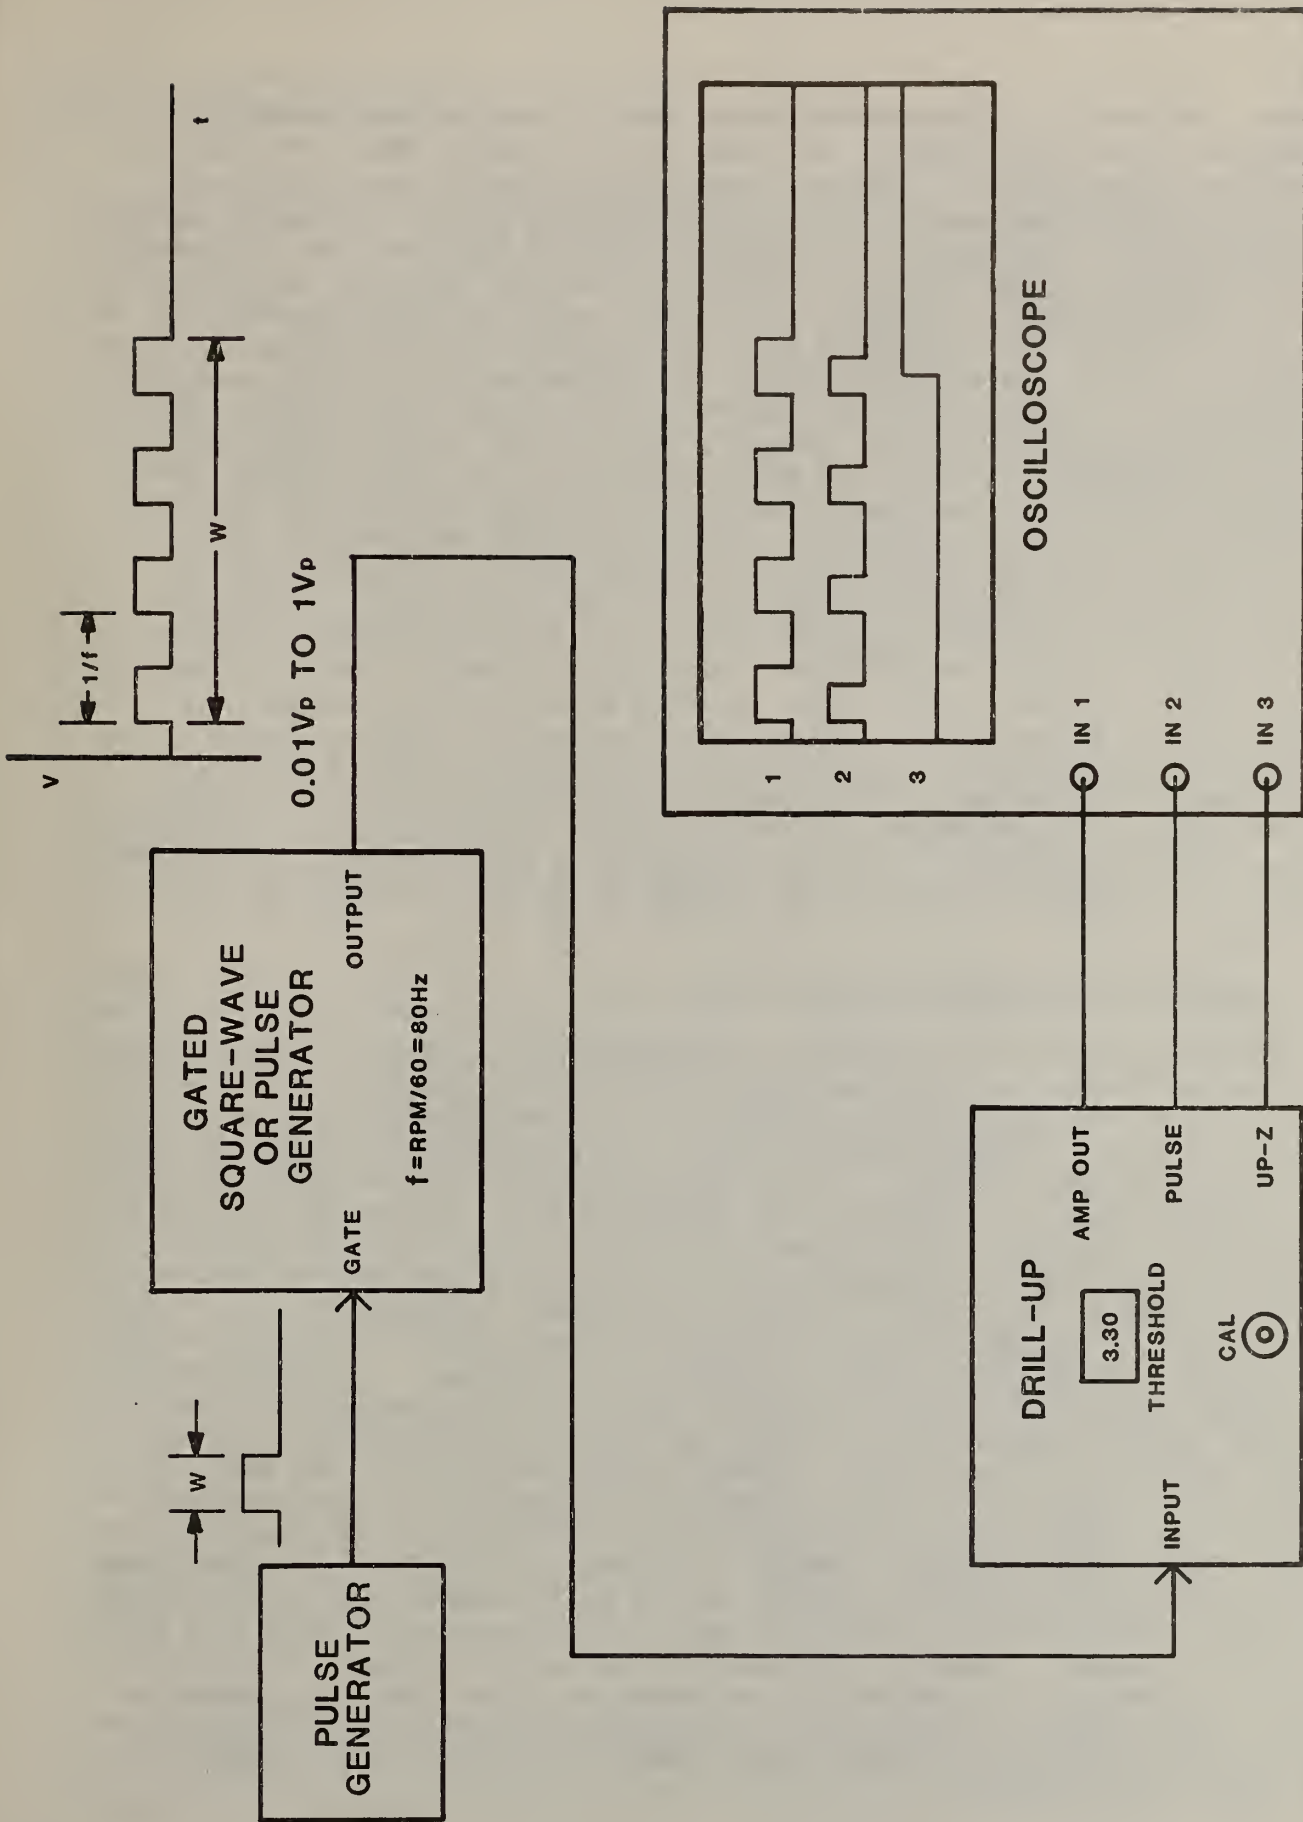 V
1/f
W
t
W
PULSE
GENERATOR
GATED
SQUARE-WAVE
OR PULSE
GENERATOR
GATE
OUTPUT
f=RPM/60=80Hz
0.01Vp TO 1Vp
DRILL-UP
3.30
THRESHOLD
CAL
INPUT
AMP OUT
PULSE
UP-Z
1
2
3
IN 1
IN 2
IN 3
OSCILLOSCOPE